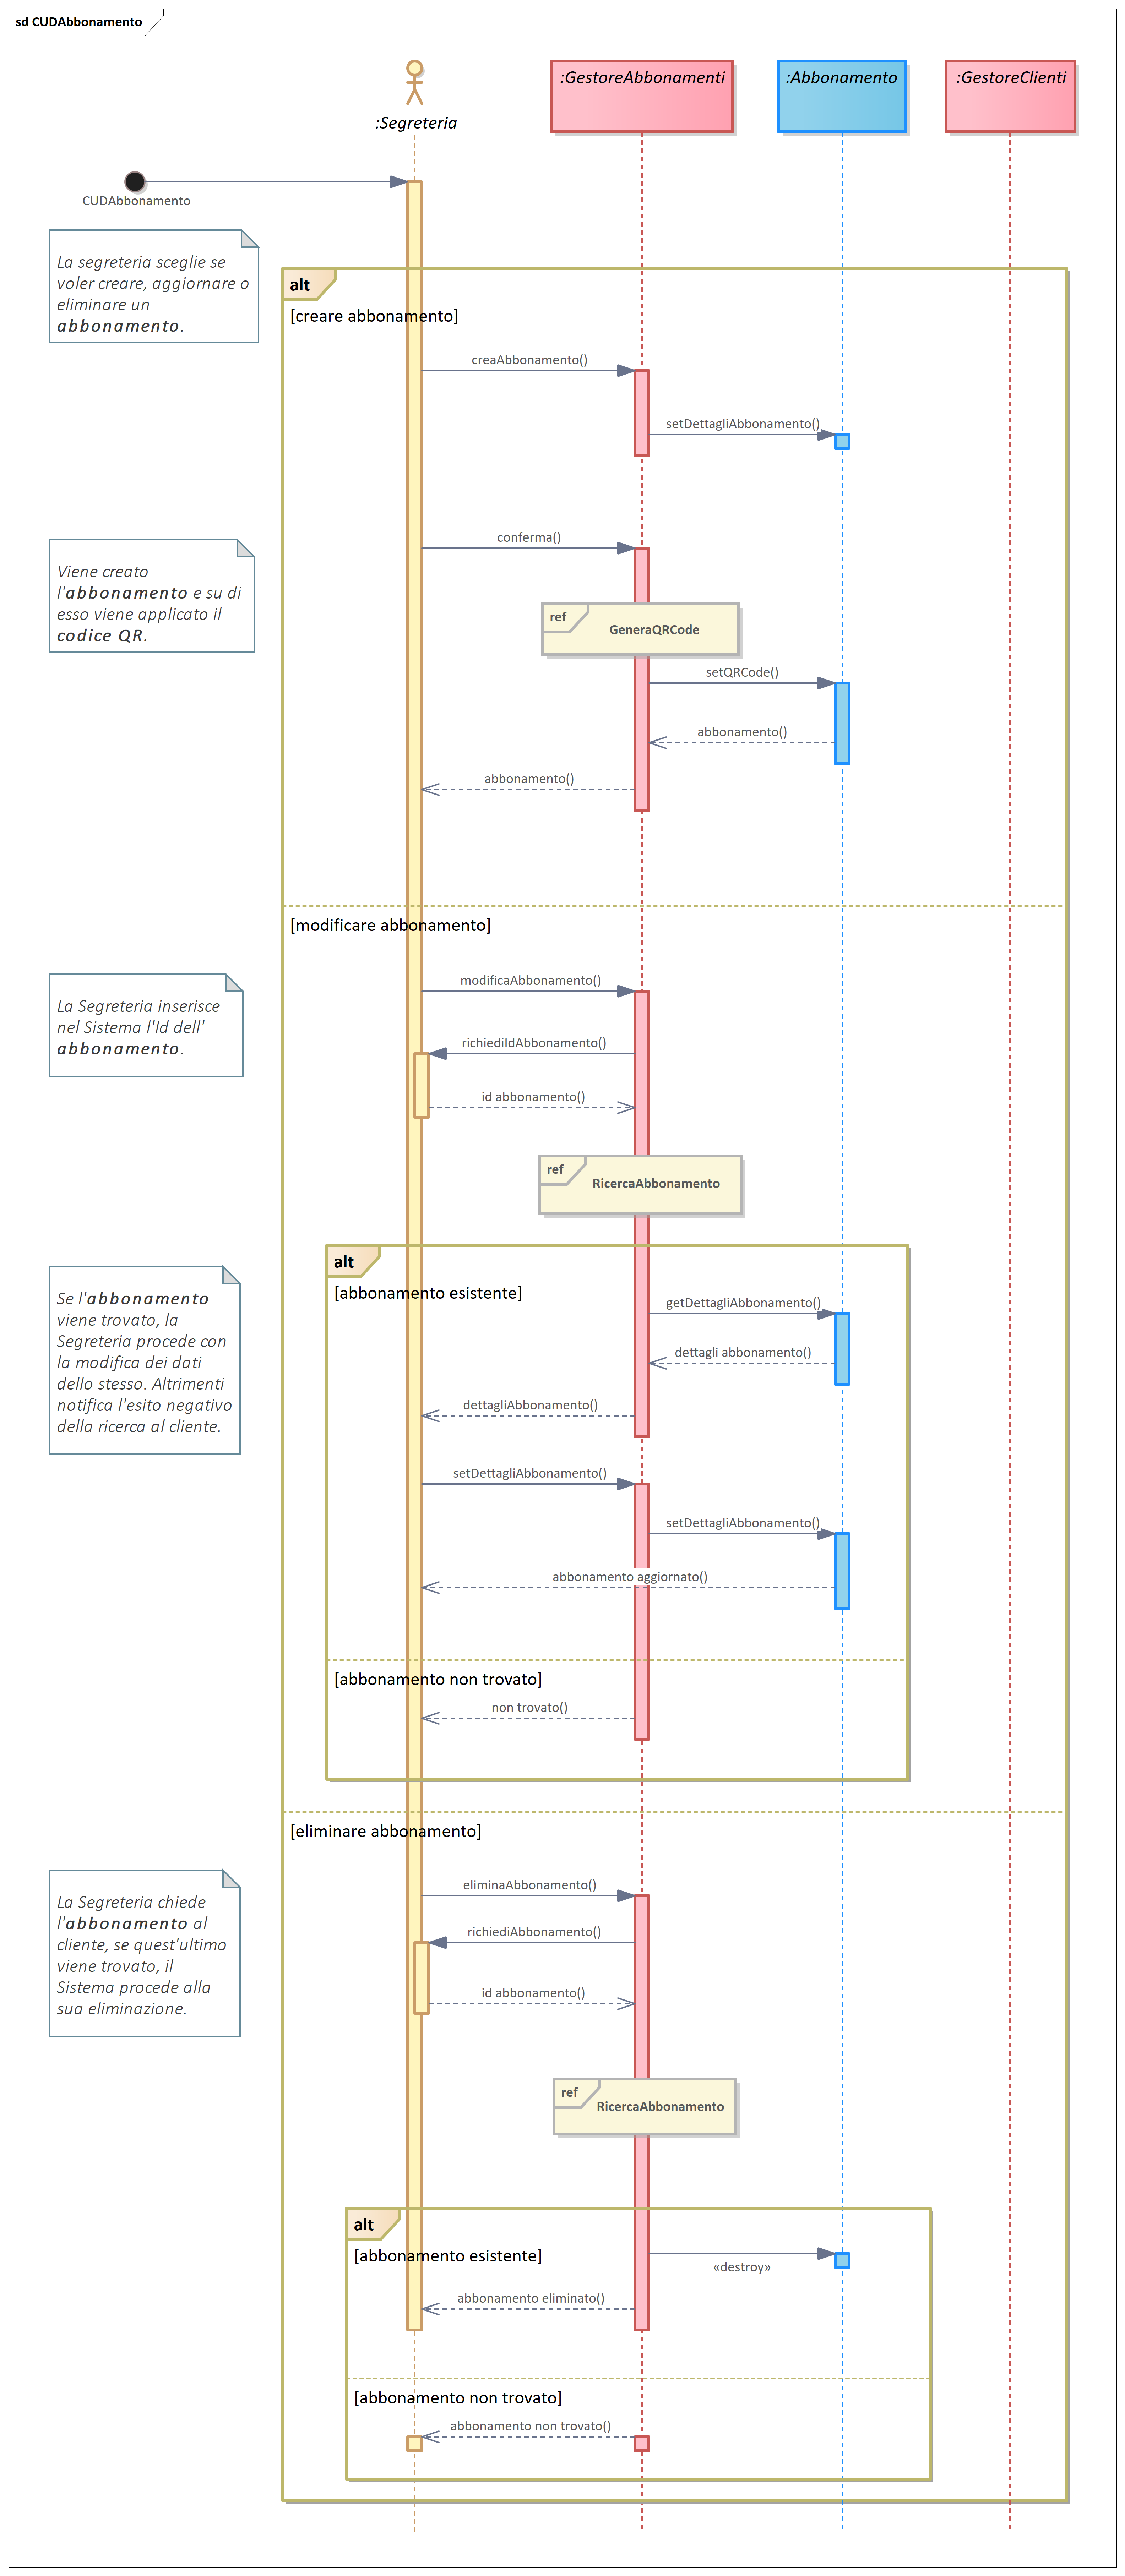 sd CUDAbbonamento
:Segreteria
:GestoreAbbonamenti
:Abbonamento
:GestoreClienti
CUDAbbonamento
La segreteria sceglie se
voler creare, aggiornare o
eliminare un
abbonamento.
alt
[creare abbonamento]
creaAbbonamento()
setDettagliAbbonamento()
conferma()
Viene creato
l'abbonamento e su di
esso viene applicato il
codice QR.
ref
GeneraQRCode
setQRCode()
abbonamento()
abbonamento()
[modificare abbonamento]
modificaAbbonamento()
La Segreteria inserisce
nel Sistema l'Id dell'
abbonamento.
richiediIdAbbonamento()
id abbonamento()
ref
RicercaAbbonamento
alt
[abbonamento esistente]
Se l'abbonamento
viene trovato, la
Segreteria procede con
la modifica dei dati
dello stesso. Altrimenti
notifica l'esito negativo
della ricerca al cliente.
getDettagliAbbonamento()
dettagli abbonamento()
dettagliAbbonamento()
setDettagliAbbonamento()
setDettagliAbbonamento()
abbonamento aggiornato()
[abbonamento non trovato]
non trovato()
[eliminare abbonamento]
eliminaAbbonamento()
La Segreteria chiede
l'abbonamento al
cliente, se quest'ultimo
viene trovato, il
Sistema procede alla
sua eliminazione.
richiediAbbonamento()
id abbonamento()
ref
RicercaAbbonamento
alt
[abbonamento esistente]
«destroy»
abbonamento eliminato()
[abbonamento non trovato]
abbonamento non trovato()